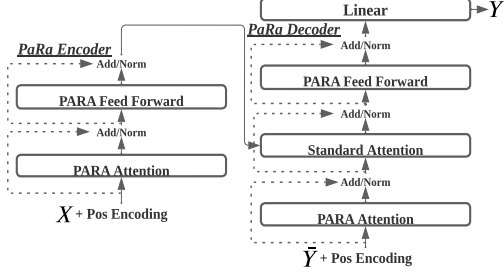 PaRa Encoder
Add/Norm
PARA Feed Forward
Add/Norm
PARA Attention
X + Pos Encoding
Linear
Y
PaRa Decoder
Add/Norm
PARA Feed Forward
Add/Norm
Standard Attention
Add/Norm
PARA Attention
Ȳ + Pos Encoding